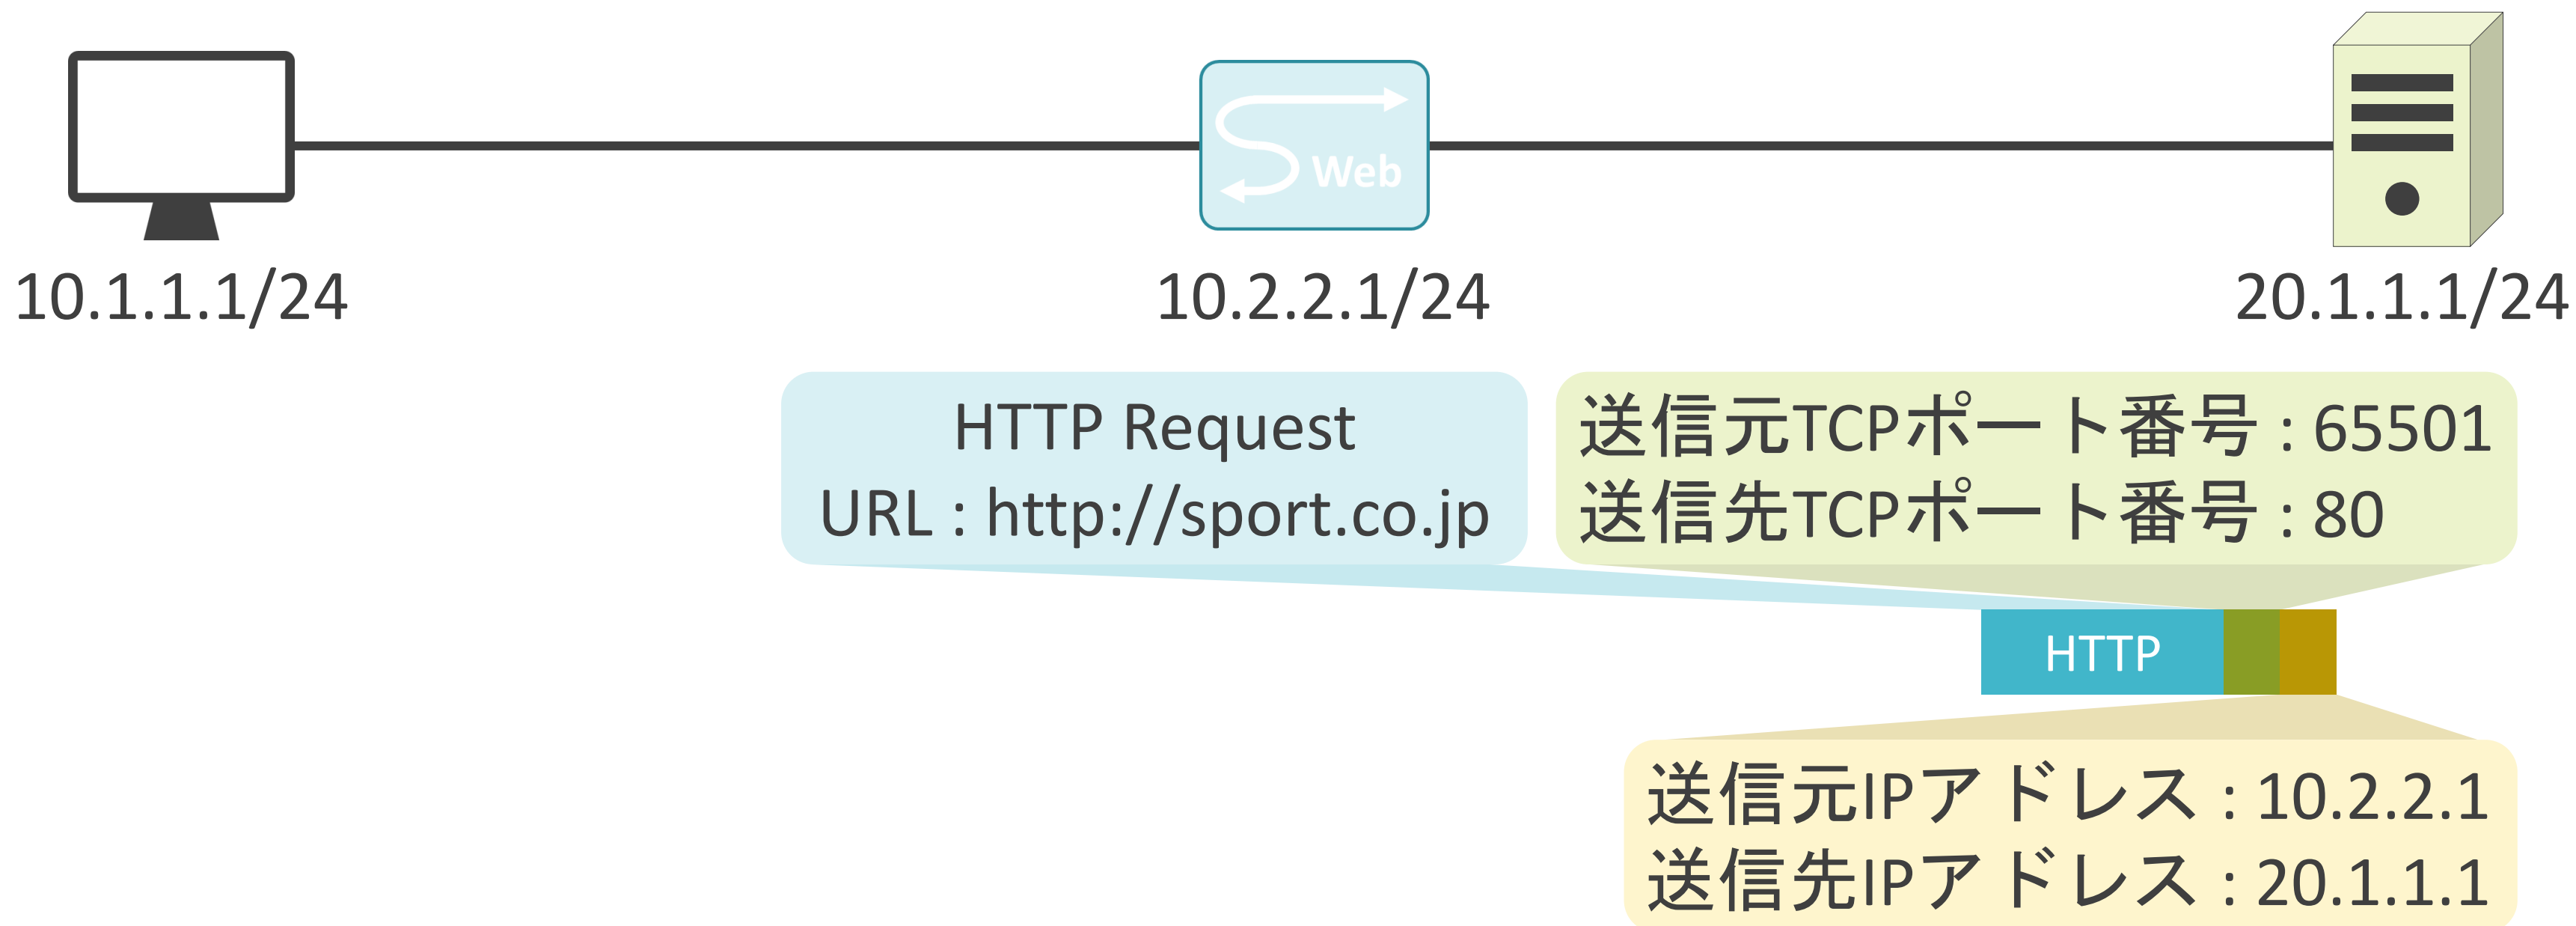 Web
10.1.1.1/24
10.2.2.1/24
20.1.1.1/24
HTTP Request
URL : http://sport.co.jp
送信元TCPポート番号 : 65501
送信先TCPポート番号 : 80
HTTP
送信元IPアドレス : 10.2.2.1
送信先IPアドレス : 20.1.1.1